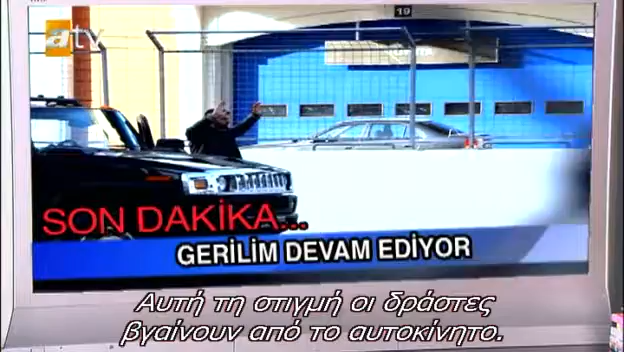 atv
19
SON DAKİKA...
GERİLİM DEVAM EDİYOR
Αυτή τη στιγμή οι δράστες
βγαίνουν από το αυτοκίνητο.